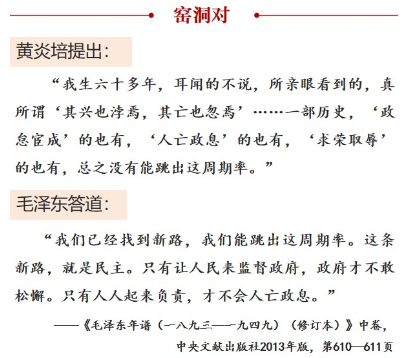 窑洞对
黄炎培提出：
“我生六十多年，耳闻的不说，所亲眼看到的，真
所谓‘其兴也浡焉，其亡也忽焉’……一部历史，‘政
怠宦成’的也有，‘人亡政息’的也有，‘求荣取辱’
的也有，总之没有能跳出这周期率。”
毛泽东答道：
“我们已经找到新路，我们能跳出这周期率。这条
新路，就是民主。只有让人民来监督政府，政府才不敢
松懈。只有人人起来负责，才不会人亡政息。”
——《毛泽东年谱（一八九三—一九四九）（修订本）》中卷，
中央文献出版社2013年版，第610—611页